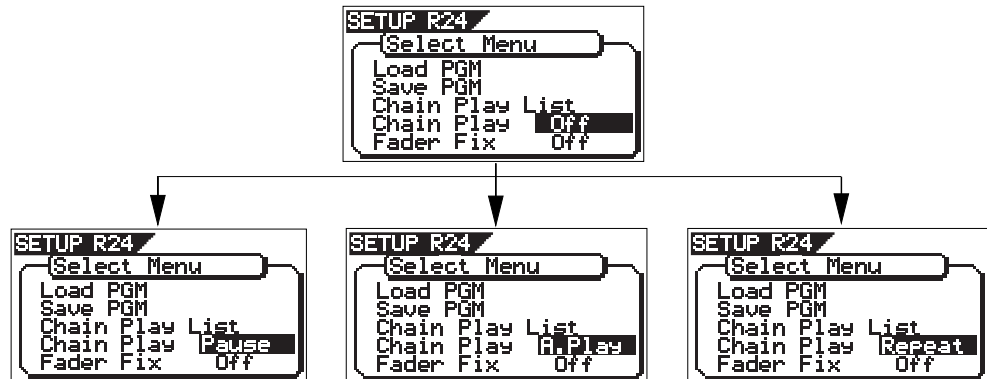 SETUP R24
Select Menu
Load PGM
Save PGM
Chain Play List
Chain Play Off
Fader Fix Off
SETUP R24
Select Menu
Load PGM
Save PGM
Chain Play List
Chain Play Pause
Fader Fix Off
SETUP R24
Select Menu
Load PGM
Save PGM
Chain Play List
Chain Play A.Play
Fader Fix Off
SETUP R24
Select Menu
Load PGM
Save PGM
Chain Play List
Chain Play Repeat
Fader Fix Off